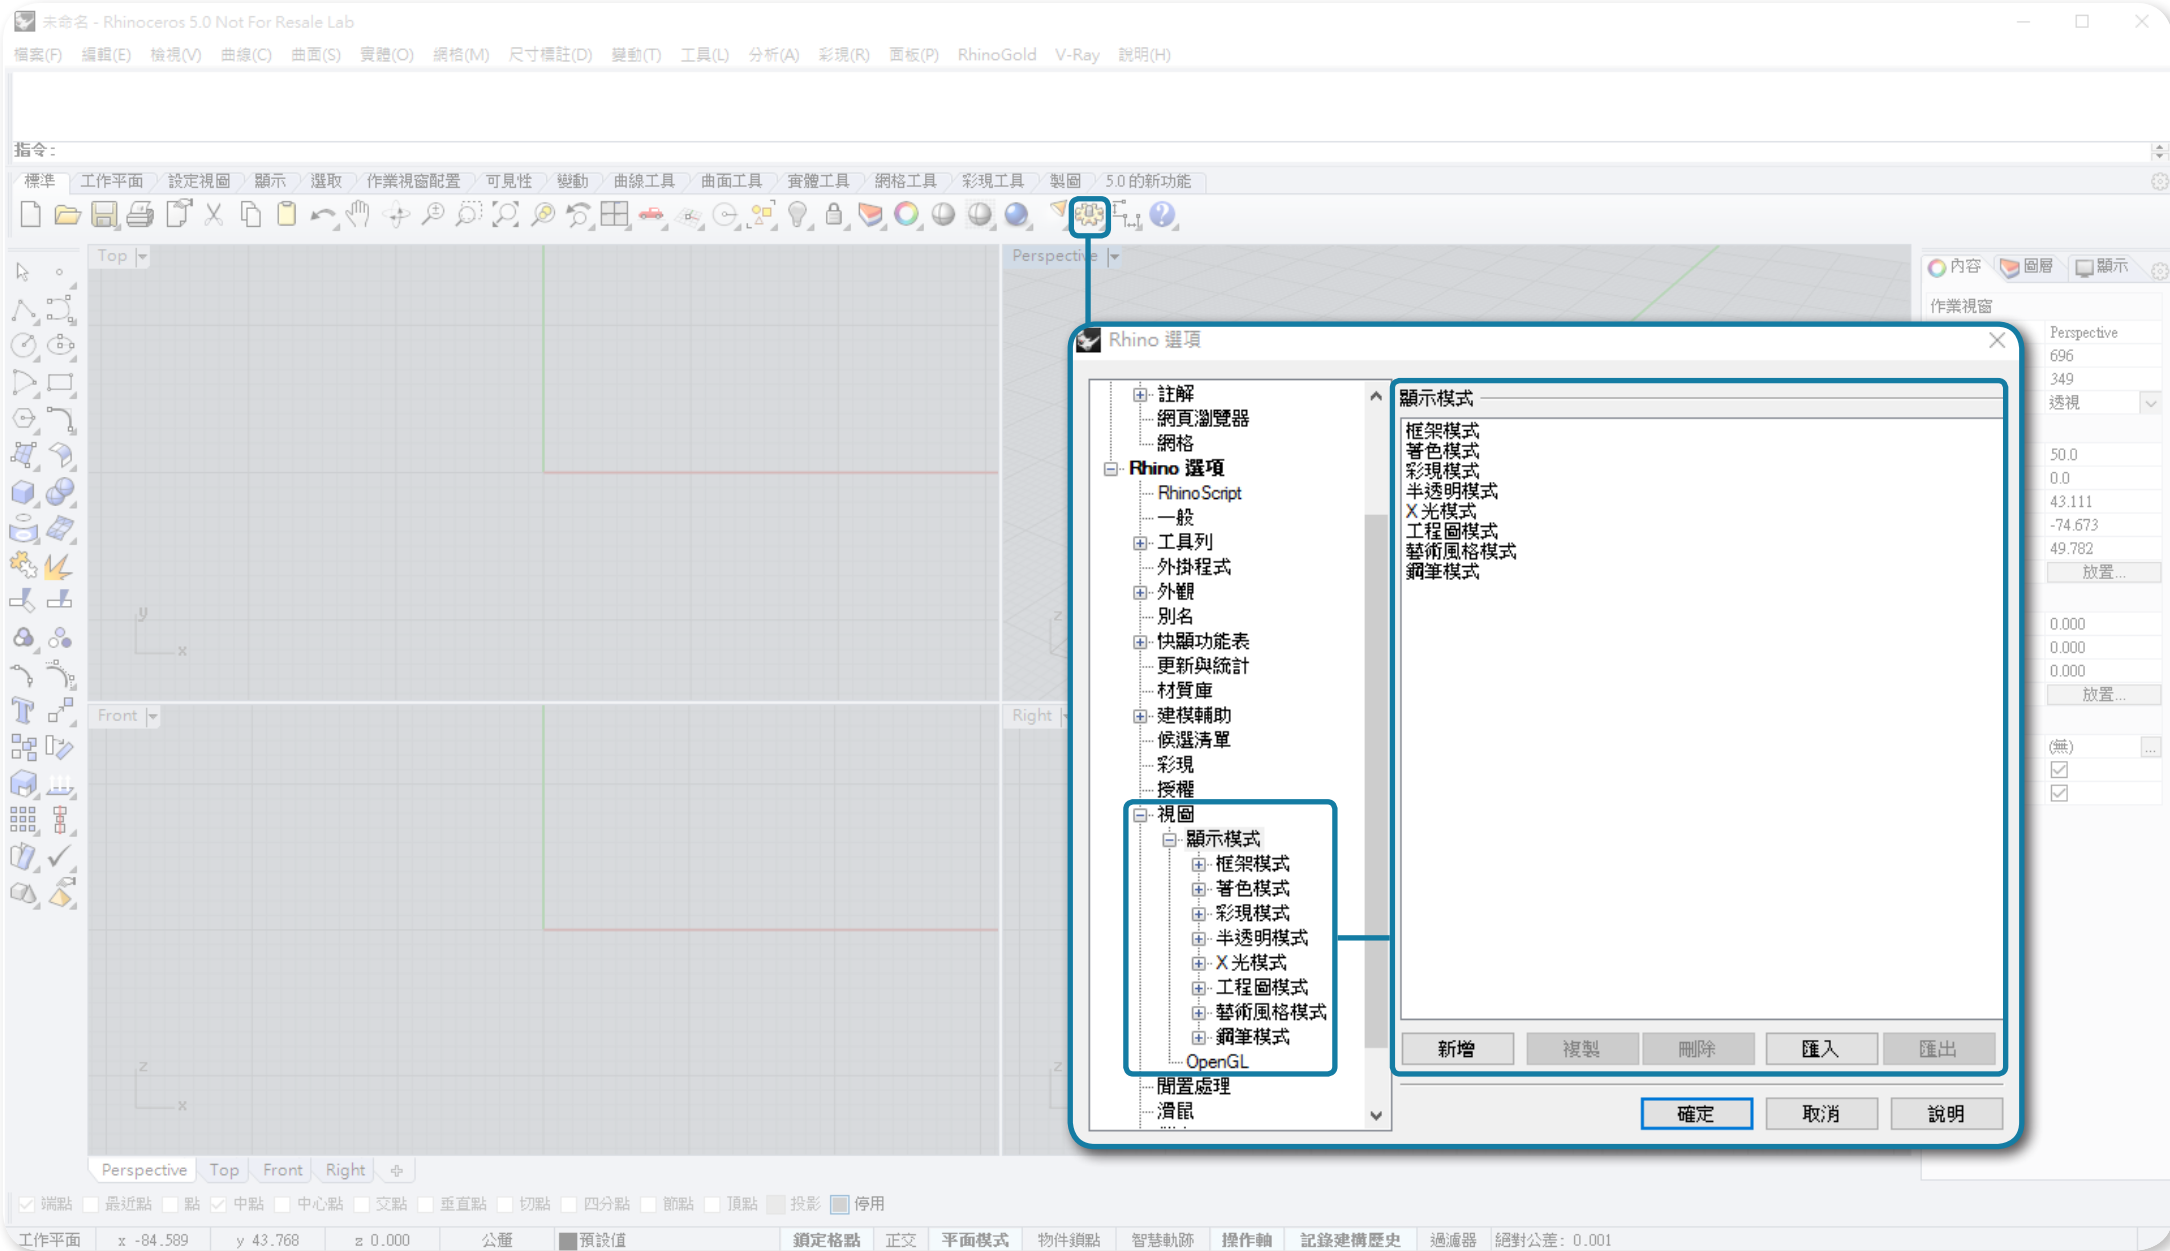 未命名 - Rhinoceros 5.0 Not For Resale Lab
檔案(F) 編輯(E) 檢視(V) 曲線(C) 曲面(S) 實體(O) 網格(M) 尺寸標註(D) 變動(T) 工具(L) 分析(A) 彩現(R) 面板(P) RhinoGold V-Ray 說明(H)
指令:
標準 工作平面 設定視圖 顯示 選取 作業視窗配置 可見性 變動 曲線工具 曲面工具 實體工具 網格工具 彩現工具 製圖 5.0 的新功能
Top
Perspective
內容 圖層 顯示
作業視窗
Perspective
696
349
透視
50.0
0.0
43.111
-74.673
49.782
放置...
0.000
0.000
0.000
放置...
(無)
...
y
x
z
Front
Right
z
x
z
Rhino 選項
註解
網頁瀏覽器
網格
Rhino 選項
RhinoScript
一般
工具列
外掛程式
外觀
別名
快顯功能表
更新與統計
材質庫
建模輔助
候選清單
彩現
授權
視圖
顯示模式
框架模式
著色模式
彩現模式
半透明模式
X 光模式
工程圖模式
藝術風格模式
鋼筆模式
OpenGL
閒置處理
滑鼠
顯示模式
框架模式
著色模式
彩現模式
半透明模式
X 光模式
工程圖模式
藝術風格模式
鋼筆模式
新增 複製 刪除 匯入 匯出
確定 取消 說明
Perspective Top Front Right
端點 最近點 點 中點 中心點 交點 垂直點 切點 四分點 節點 頂點 投影 停用
工作平面 x -84.589 y 43.768 z 0.000 公釐 預設值 鎖定格點 正交 平面模式 物件鎖點 智慧軌跡 操作軸 記錄建構歷史 過濾器 絕對公差: 0.001